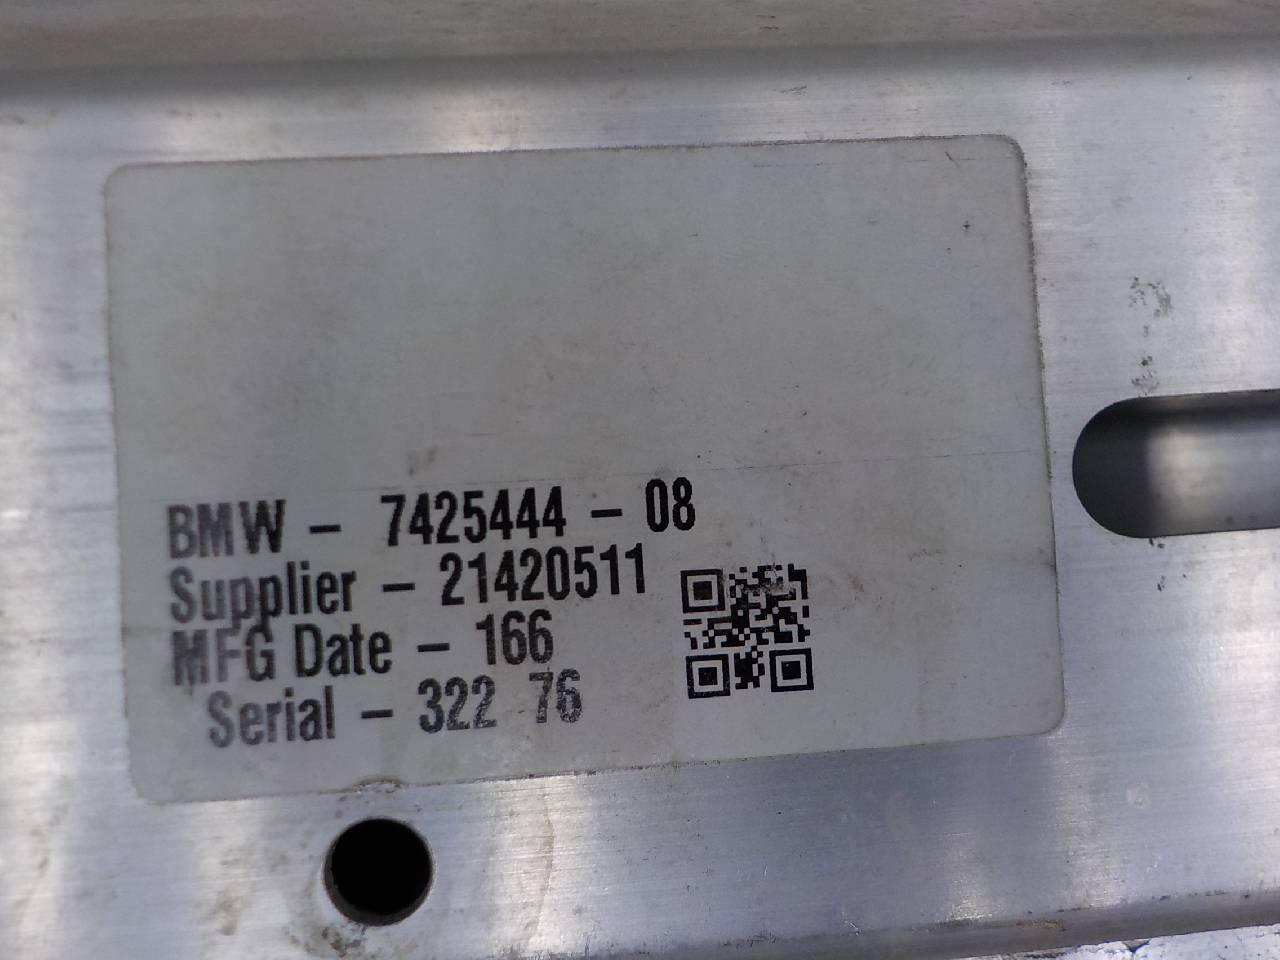 BMW - 7425444 - 08
Supplier - 21420511
MFG Date - 166
Serial - 322 76